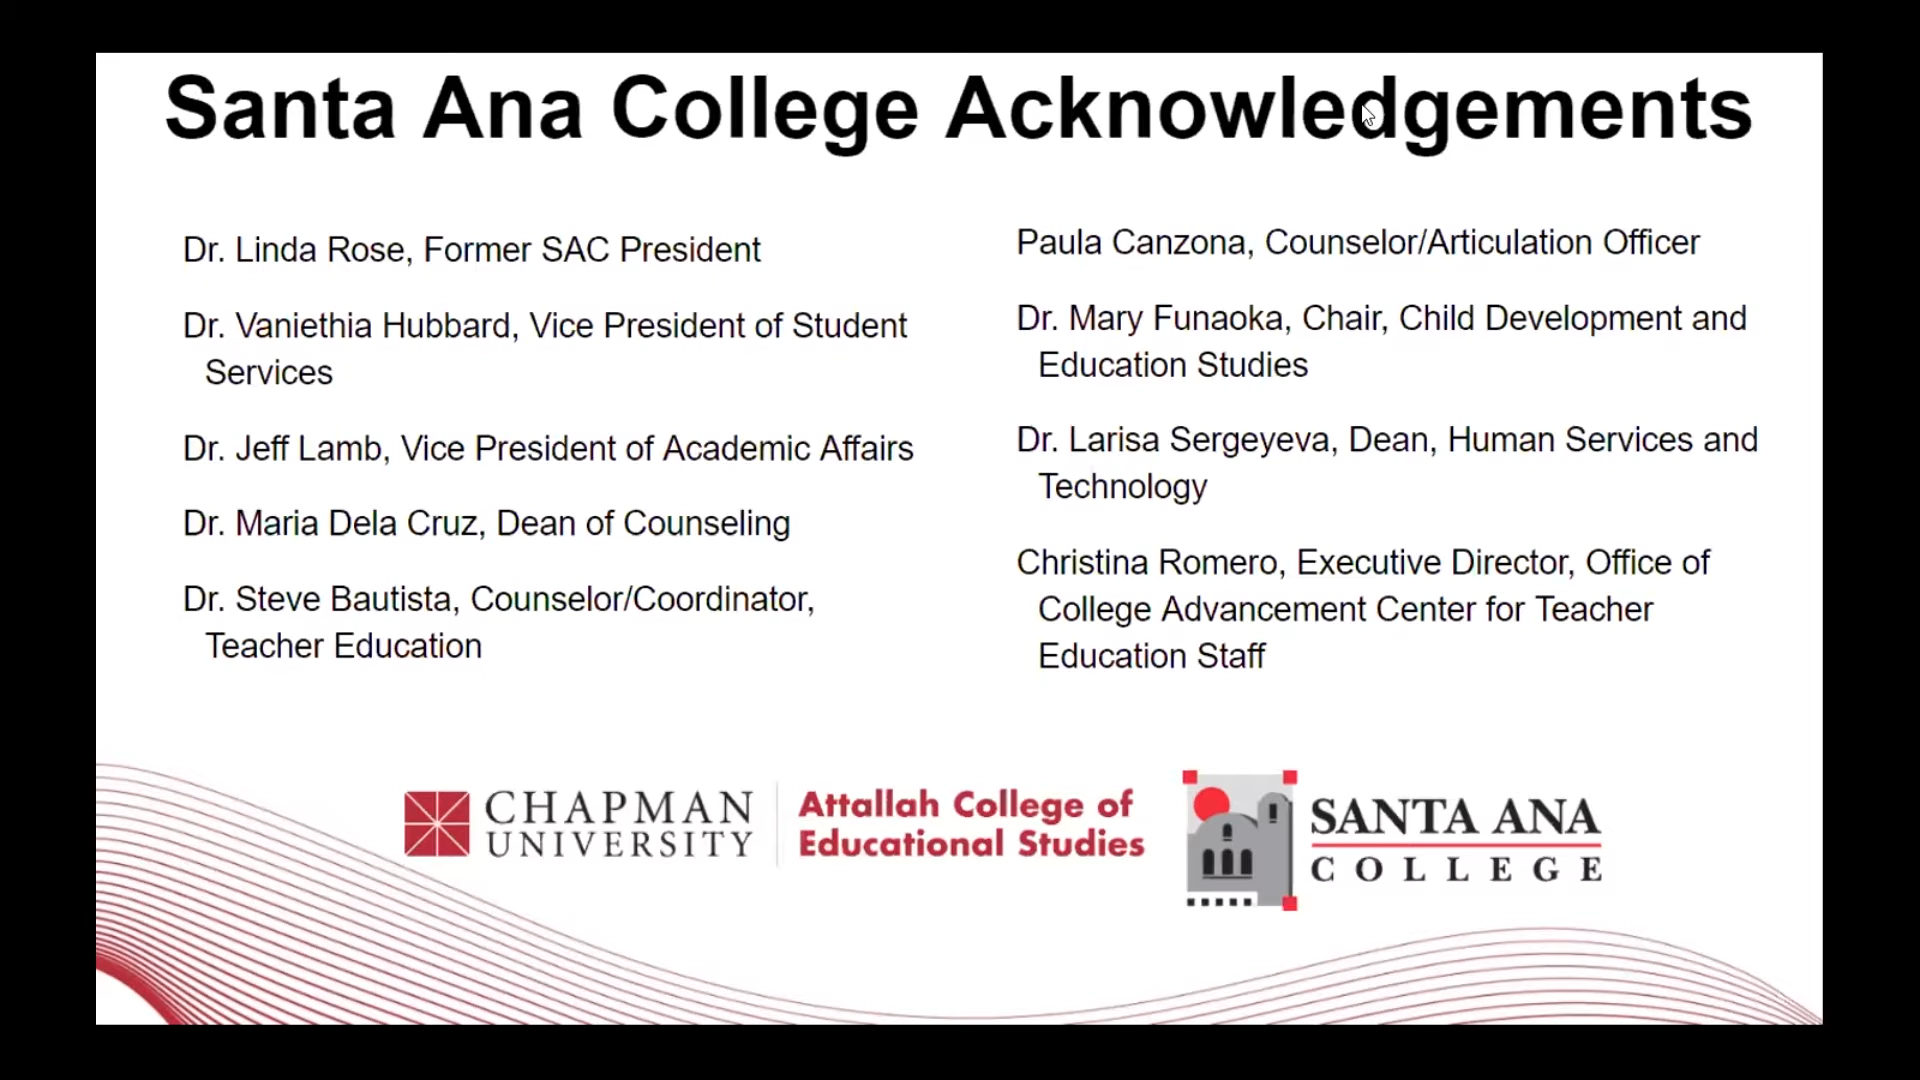 Santa Ana College Acknowledgements
Dr. Linda Rose, Former SAC President
Dr. Vaniethia Hubbard, Vice President of Student
Services
Dr. Jeff Lamb, Vice President of Academic Affairs
Dr. Maria Dela Cruz, Dean of Counseling
Dr. Steve Bautista, Counselor/Coordinator,
Teacher Education
Paula Canzona, Counselor/Articulation Officer
Dr. Mary Funaoka, Chair, Child Development and
Education Studies
Dr. Larisa Sergeyeva, Dean, Human Services and
Technology
Christina Romero, Executive Director, Office of
College Advancement Center for Teacher
Education Staff
CHAPMAN
UNIVERSITY
Attallah College of
Educational Studies
SANTA ANA
COLLEGE